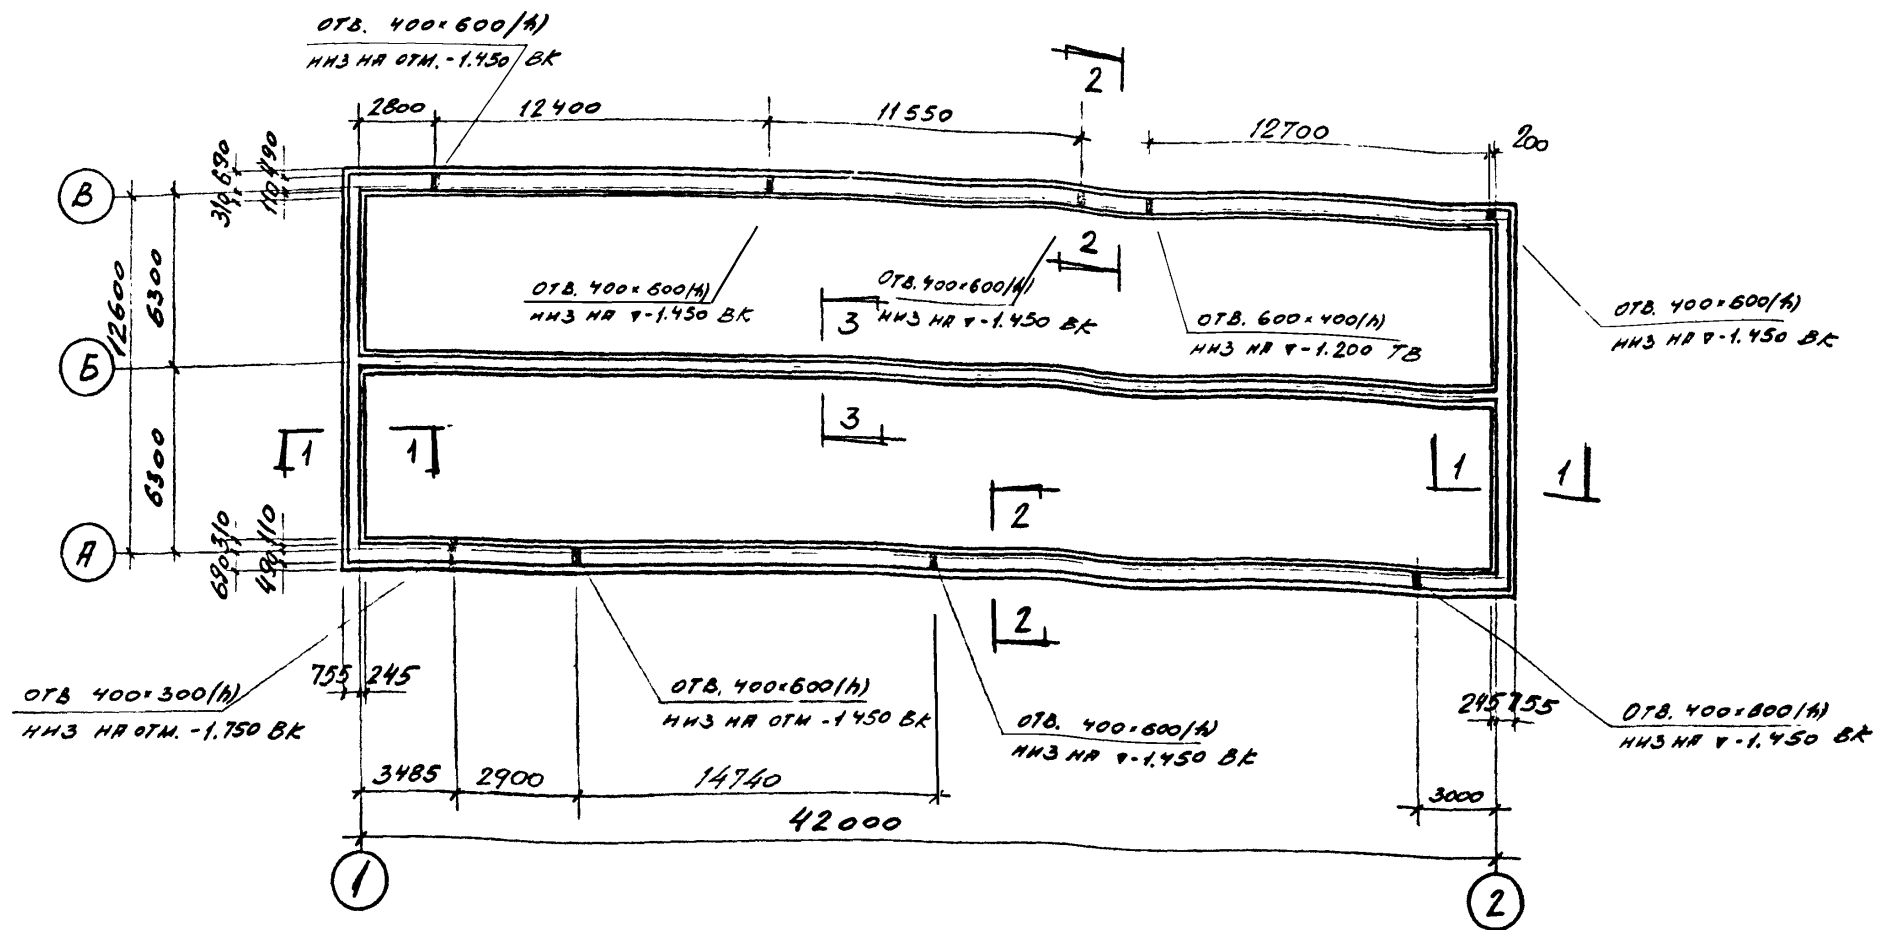 ОТВ. 400×600(h)
НИЗ НА ОТМ. -1.450 ВК
2
2800
12400
11550
12700
200
690
490
310
110
В
2
12600
6300
ОТВ. 400×600(h)
НИЗ НА ▽-1.450 ВК
ОТВ. 400×600(h)
НИЗ НА ▽-1.450 ВК
3
ОТВ. 600×400(h)
НИЗ НА ▽-1.200 ТВ
ОТВ. 400×600(h)
НИЗ НА ▽-1.450 ВК
Б
6300
3
1
1
1
1
2
310
110
690
490
А
2
755
245
ОТВ 400×300(h)
НИЗ НА ОТМ. -1.750 ВК
ОТВ. 400×600(h)
НИЗ НА ОТМ -1450 ВК
ОТВ. 400×600(h)
НИЗ НА ▽-1.450 ВК
245
755
ОТВ. 400×600(h)
НИЗ НА ▽-1.450 ВК
3485
2900
14740
3000
42000
1
2